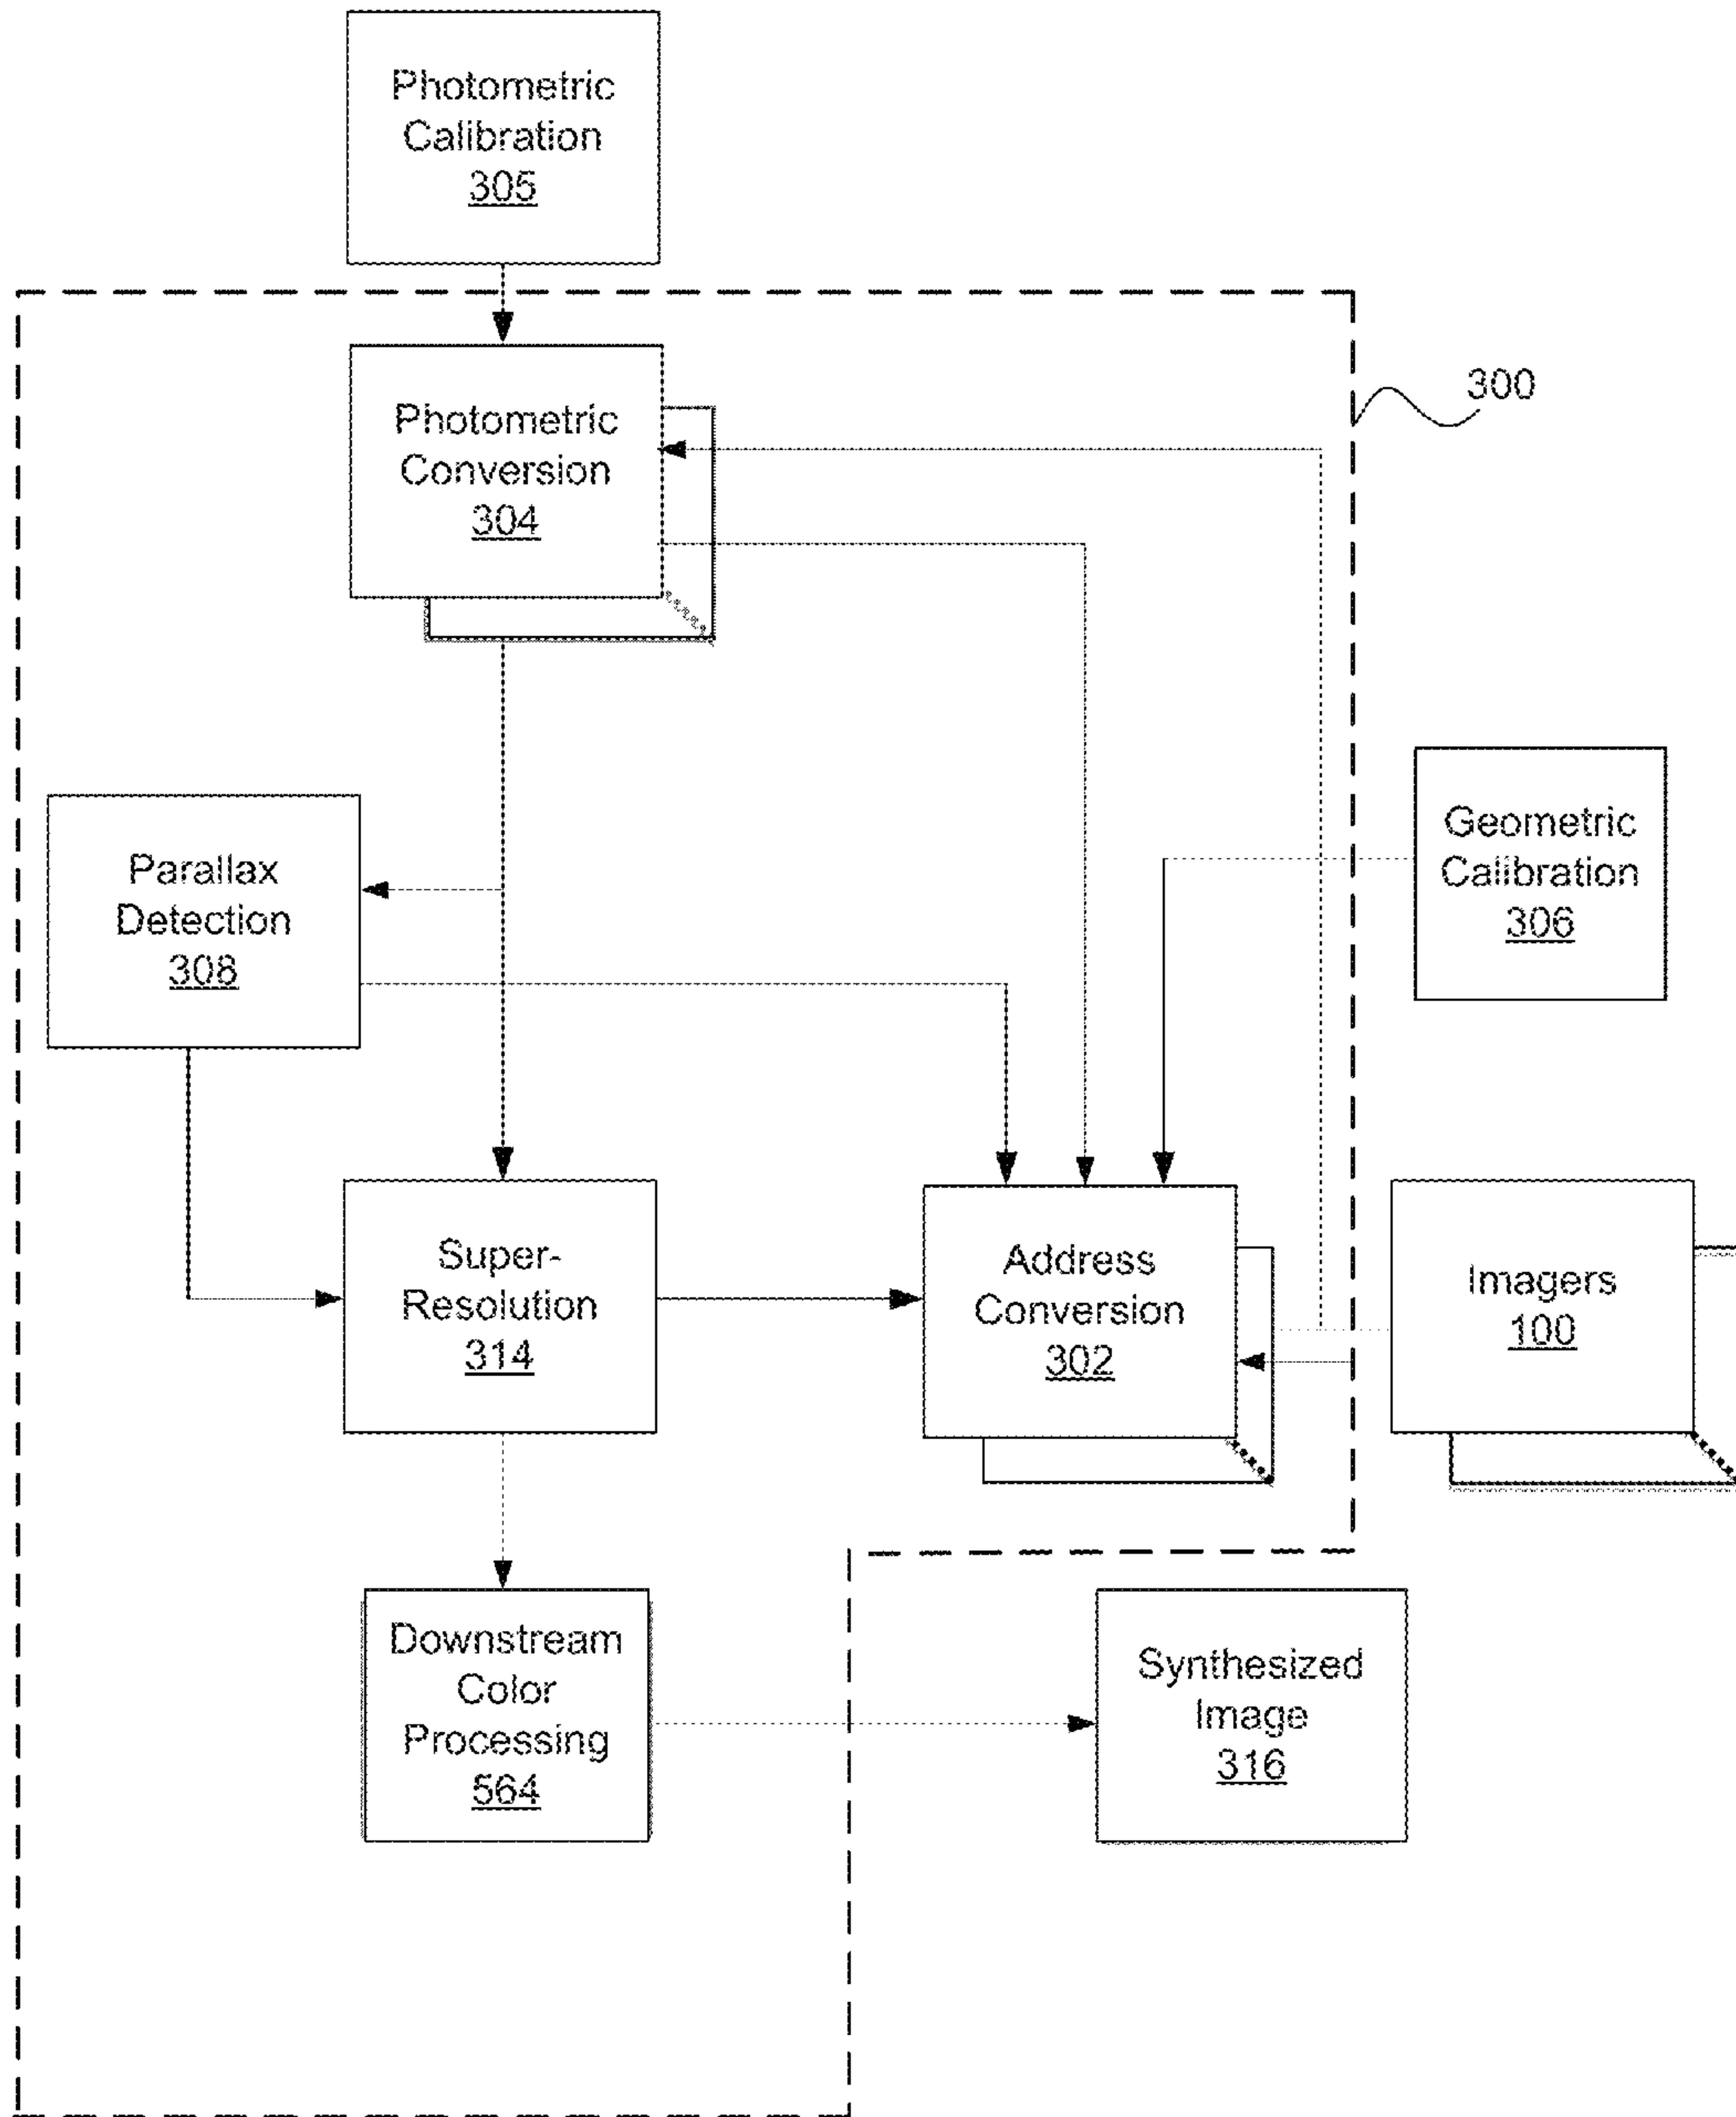 Photometric
Calibration
305
300
Photometric
Conversion
304
Geometric
Calibration
306
Parallax
Detection
308
Super-
Resolution
314
Address
Conversion
302
Imagers
100
Downstream
Color
Processing
564
Synthesized
Image
316